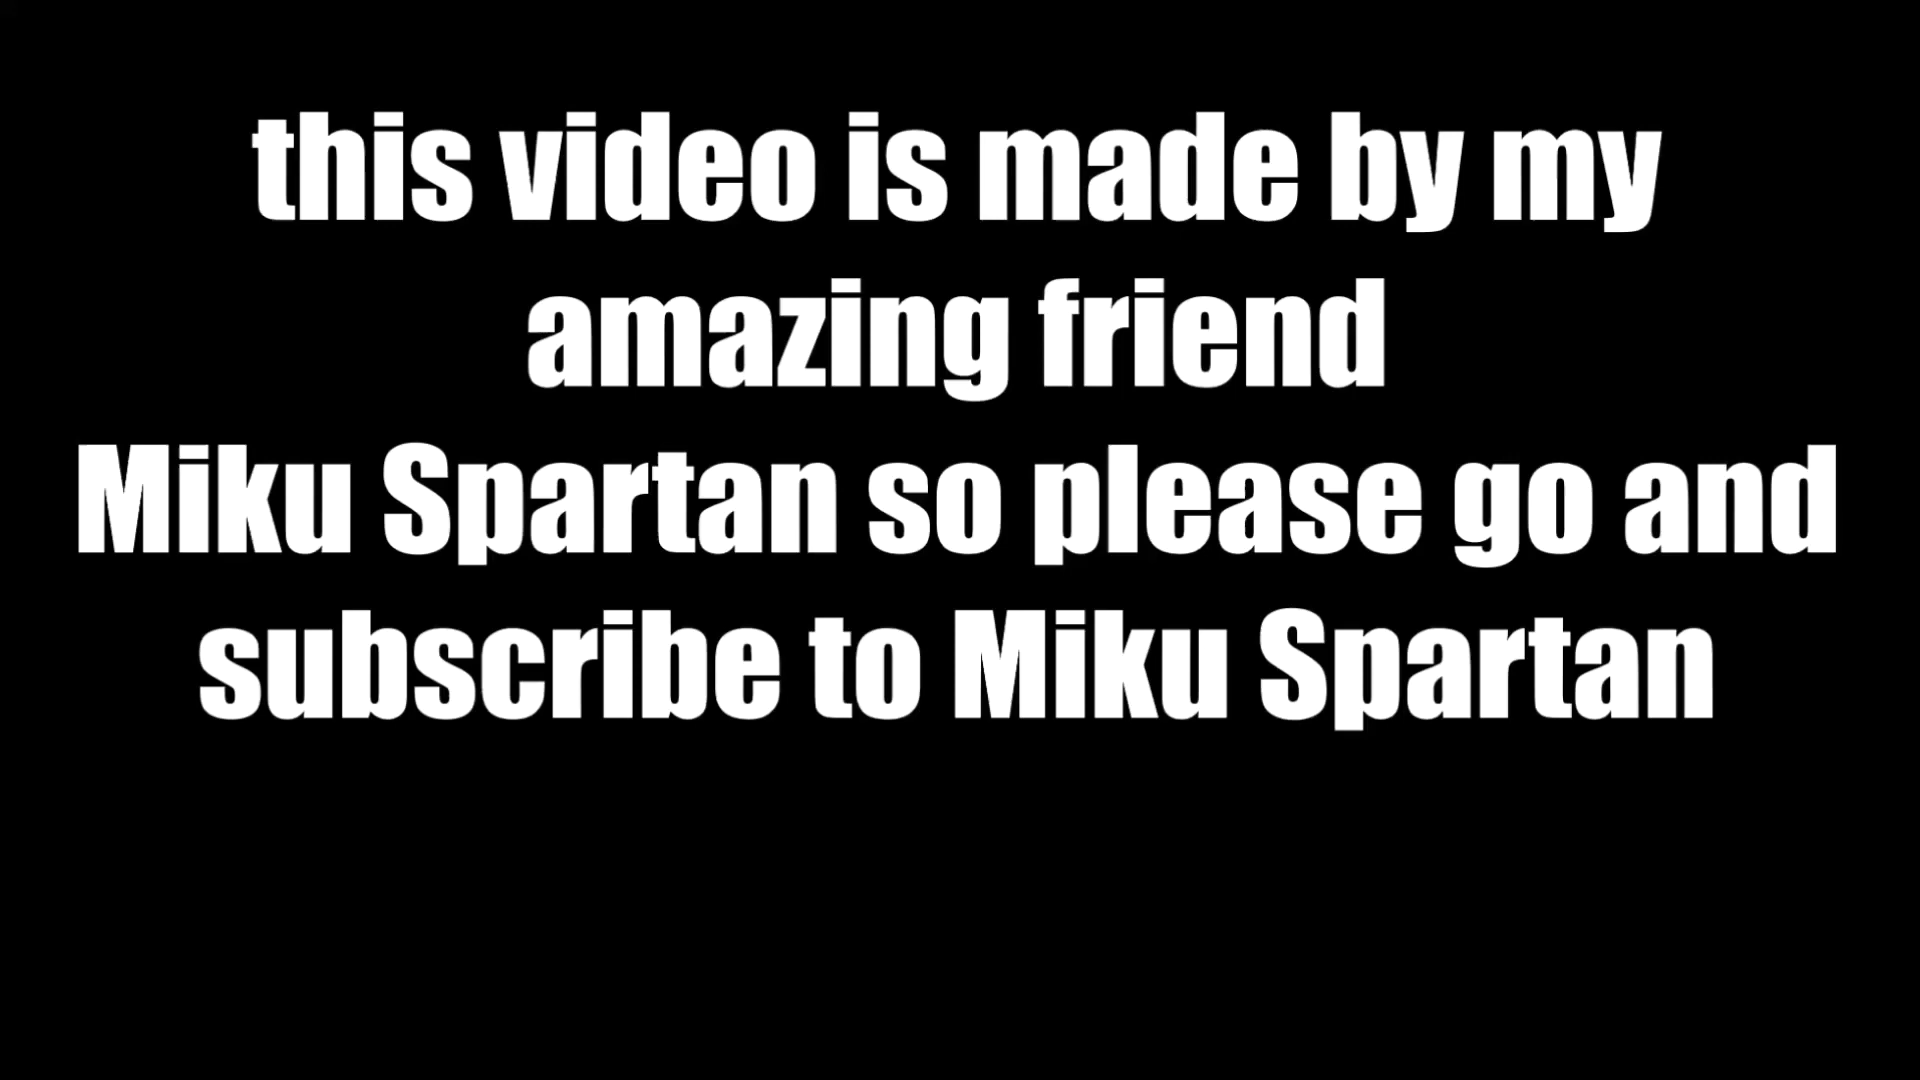 this video is made by my
amazing friend
Miku Spartan so please go and
subscribe to Miku Spartan